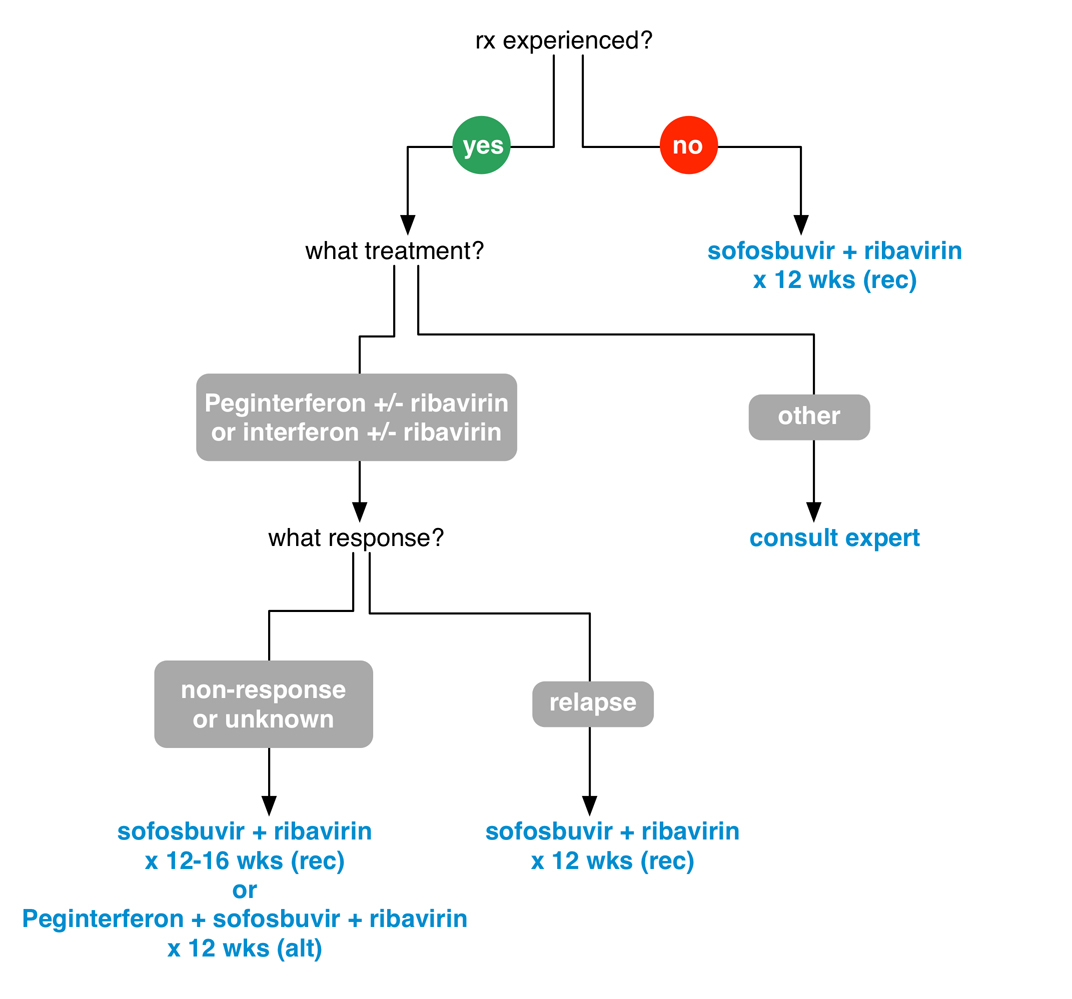 rx experienced?
yes
no
what treatment?
sofosbuvir + ribavirin
x 12 wks (rec)
Peginterferon +/- ribavirin
or interferon +/- ribavirin
other
what response?
consult expert
non-response
or unknown
relapse
sofosbuvir + ribavirin
x 12-16 wks (rec)
or
Peginterferon + sofosbuvir + ribavirin
x 12 wks (alt)
sofosbuvir + ribavirin
x 12 wks (rec)